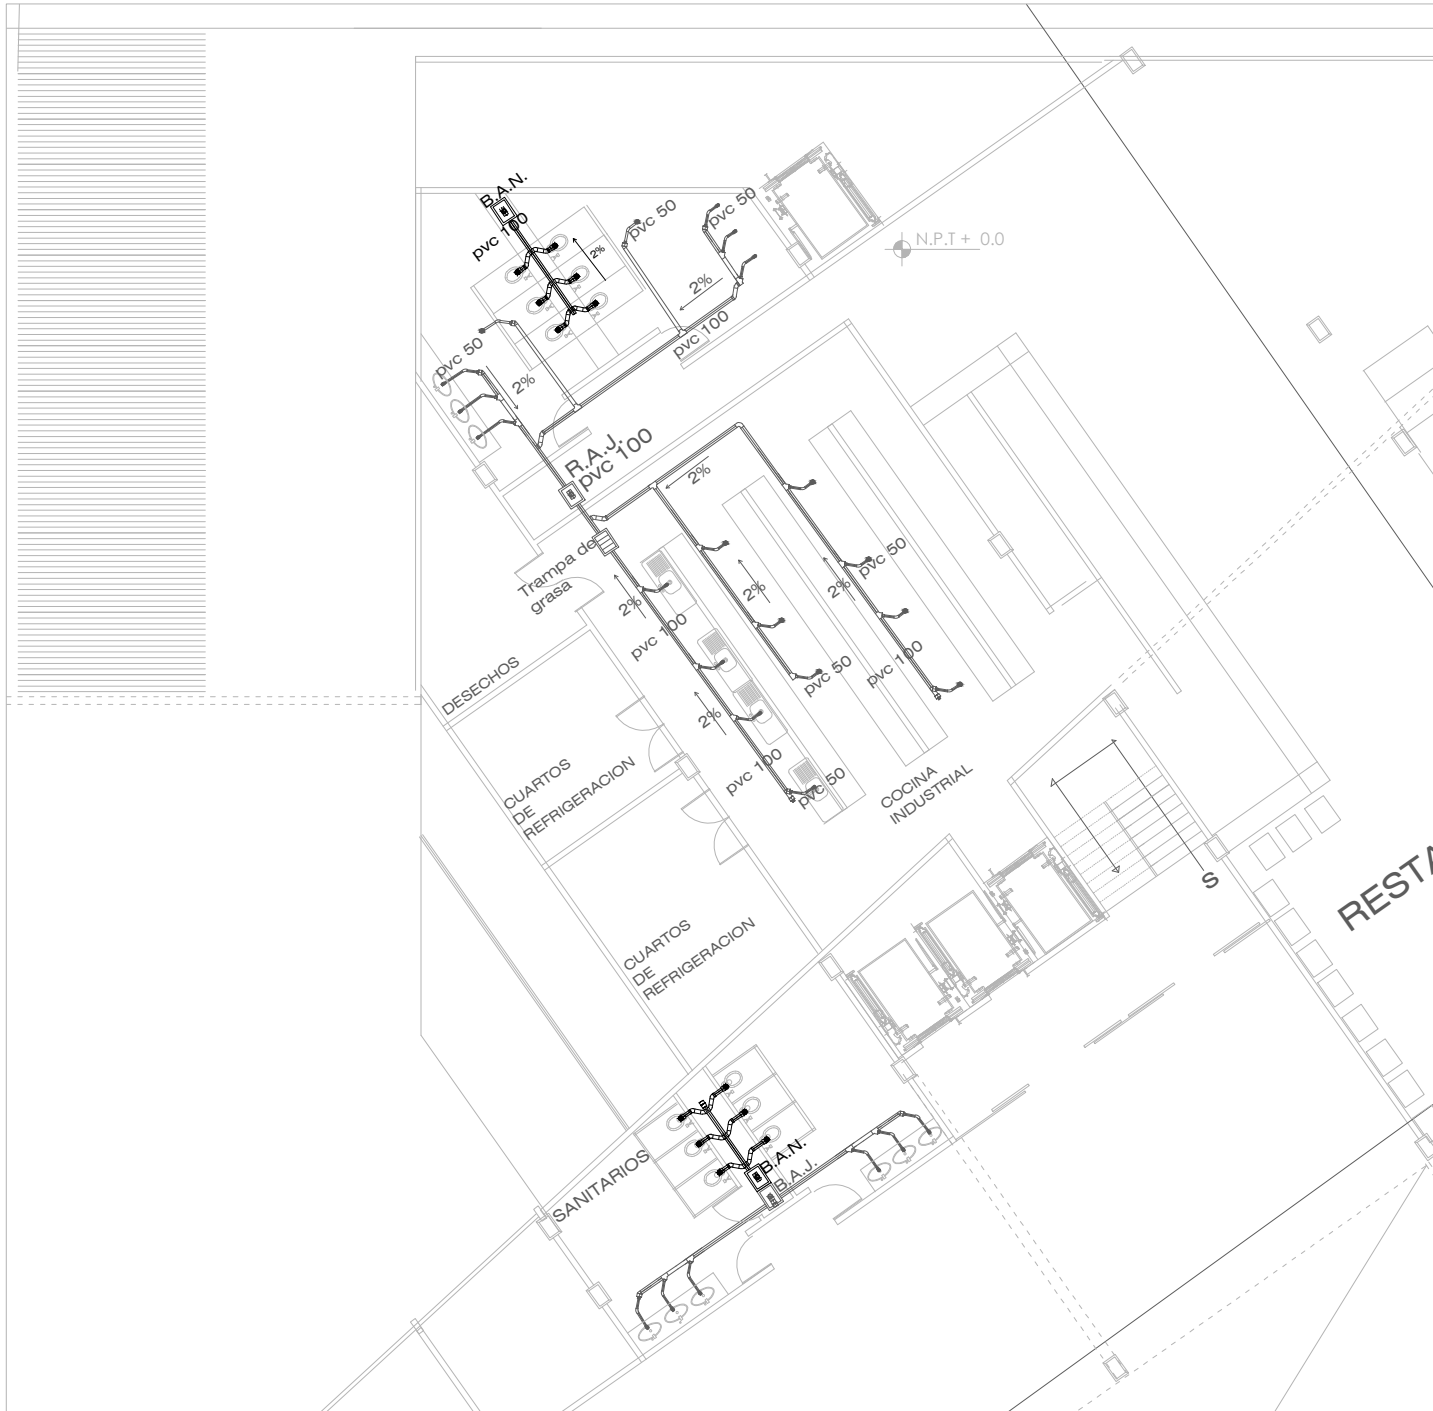 B.A.N.
pvc 100
2%
pvc 50
pvc 50
N.P.T + 0.0
2%
pvc 100
pvc 50
2%
R.A.J.
pvc 100
2%
Trampa de
grasa
2%
pvc 100
2%
pvc 50
2%
pvc 50
pvc 100
DESECHOS
2%
pvc 100
pvc 50
CUARTOS
DE
REFRIGERACION
COCINA
INDUSTRIAL
S
RESTA
CUARTOS
DE
REFRIGERACION
SANITARIOS
B.A.N.
B.A.J.